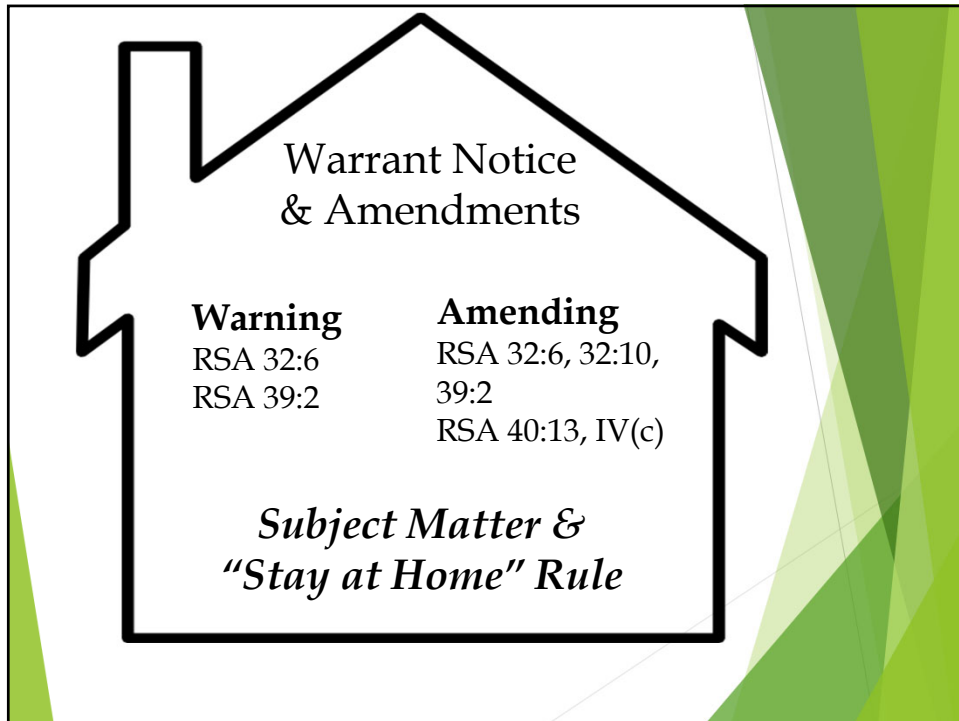 Warrant Notice
& Amendments
Warning
RSA 32:6
RSA 39:2
Amending
RSA 32:6, 32:10,
39:2
RSA 40:13, IV(c)
Subject Matter &
“Stay at Home” Rule